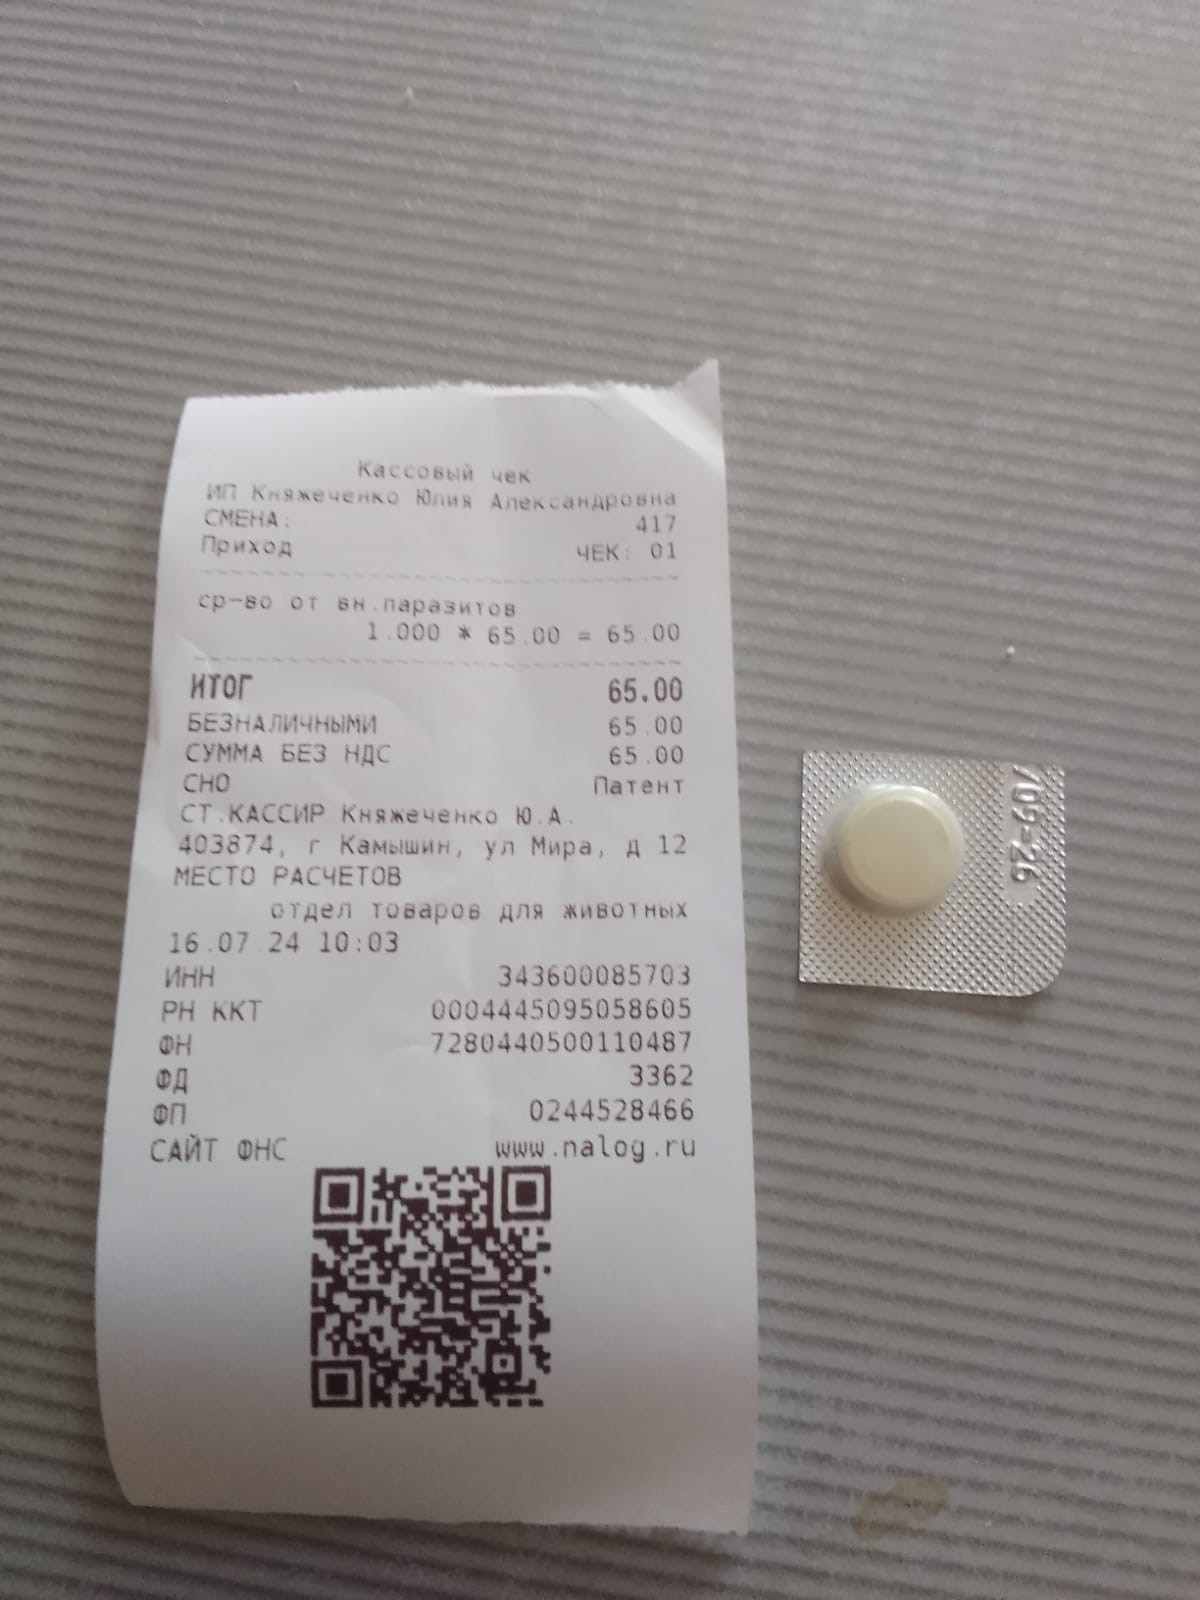 Кассовый чек
ИП Княжеченко Юлия Александровна
СМЕНА: 417
Приход ЧЕК: 01
ср-во от вн.паразитов
1.000 * 65.00 = 65.00
ИТОГ 65.00
БЕЗНАЛИЧНЫМИ 65.00
СУММА БЕЗ НДС 65.00
СНО Патент
СТ.КАССИР Княжеченко Ю.А.
403874, г Камышин, ул Мира, д 12
МЕСТО РАСЧЕТОВ
отдел товаров для животных
16.07.24 10:03
ИНН 343600085703
РН ККТ 0004445095058605
ФН 7280440500110487
ФД 3362
ФП 0244528466
САЙТ ФНС www.nalog.ru
/09-26